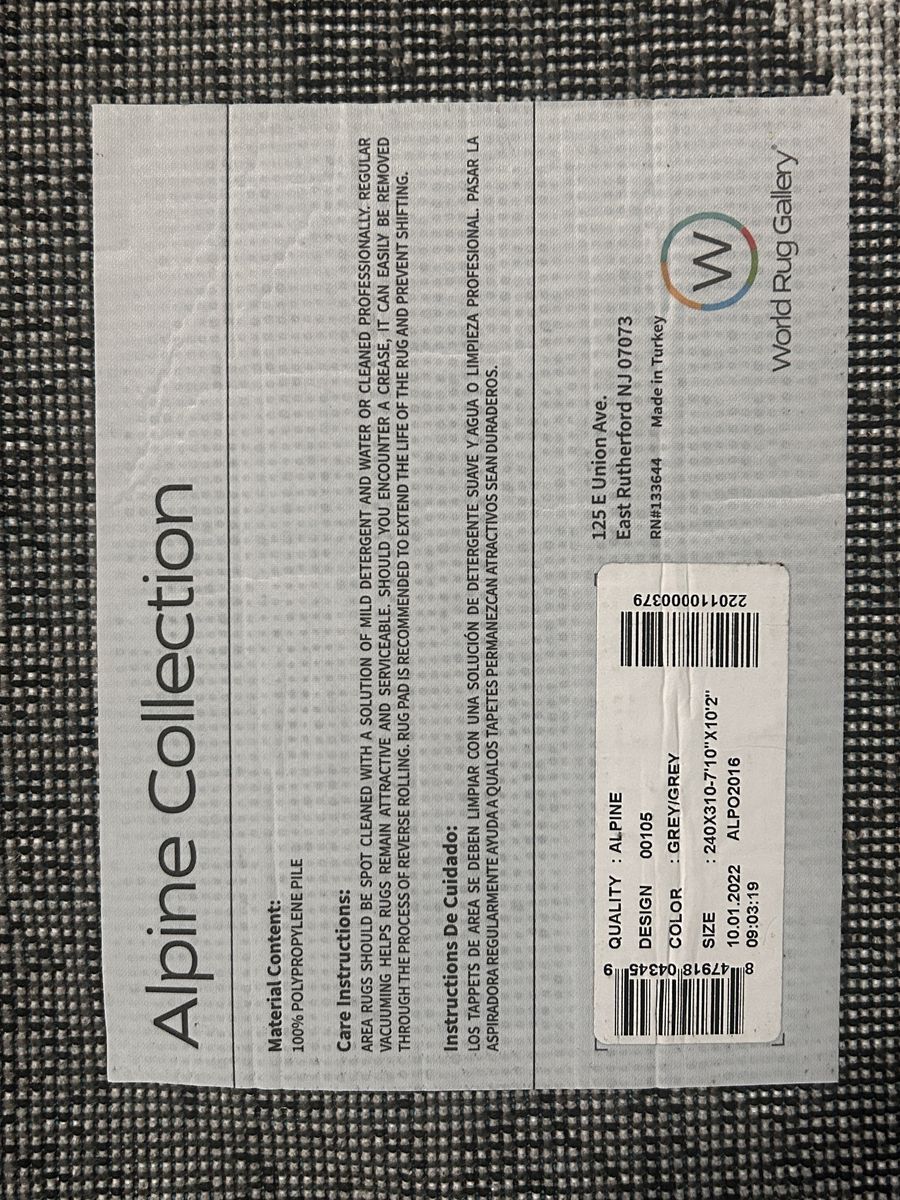 Alpine Collection
Material Content:
100% POLYPROPYLENE PILE
Care Instructions:
AREA RUGS SHOULD BE SPOT CLEANED WITH A SOLUTION OF MILD DETERGENT AND WATER OR CLEANED PROFESSIONALLY. REGULAR
VACUUMING HELPS RUGS REMAIN ATTRACTIVE AND SERVICEABLE. SHOULD YOU ENCOUNTER A CREASE, IT CAN EASILY BE REMOVED
THROUGH THE PROCESS OF REVERSE ROLLING. RUG PAD IS RECOMMENDED TO EXTEND THE LIFE OF THE RUG AND PREVENT SHIFTING.
Instructions De Cuidado:
LOS TAPPETS DE AREA SE DEBEN LIMPIAR CON UNA SOLUCIÓN DE DETERGENTE SUAVE Y AGUA O LIMPIEZA PROFESIONAL. PASAR LA
ASPIRADORA REGULARMENTE AYUDA A QUALOS TAPETES PERMANEZCAN ATRACTIVOS SEAN DURADEROS.
8 47918 04345 9
QUALITY : ALPINE
DESIGN 00105
COLOR : GREY/GREY
SIZE : 240X310-7'10"X10'2"
10.01.2022 ALPO2016
09:03:19
2201110000379
125 E Union Ave.
East Rutherford NJ 07073
RN#133644 Made in Turkey
W
World Rug Gallery®